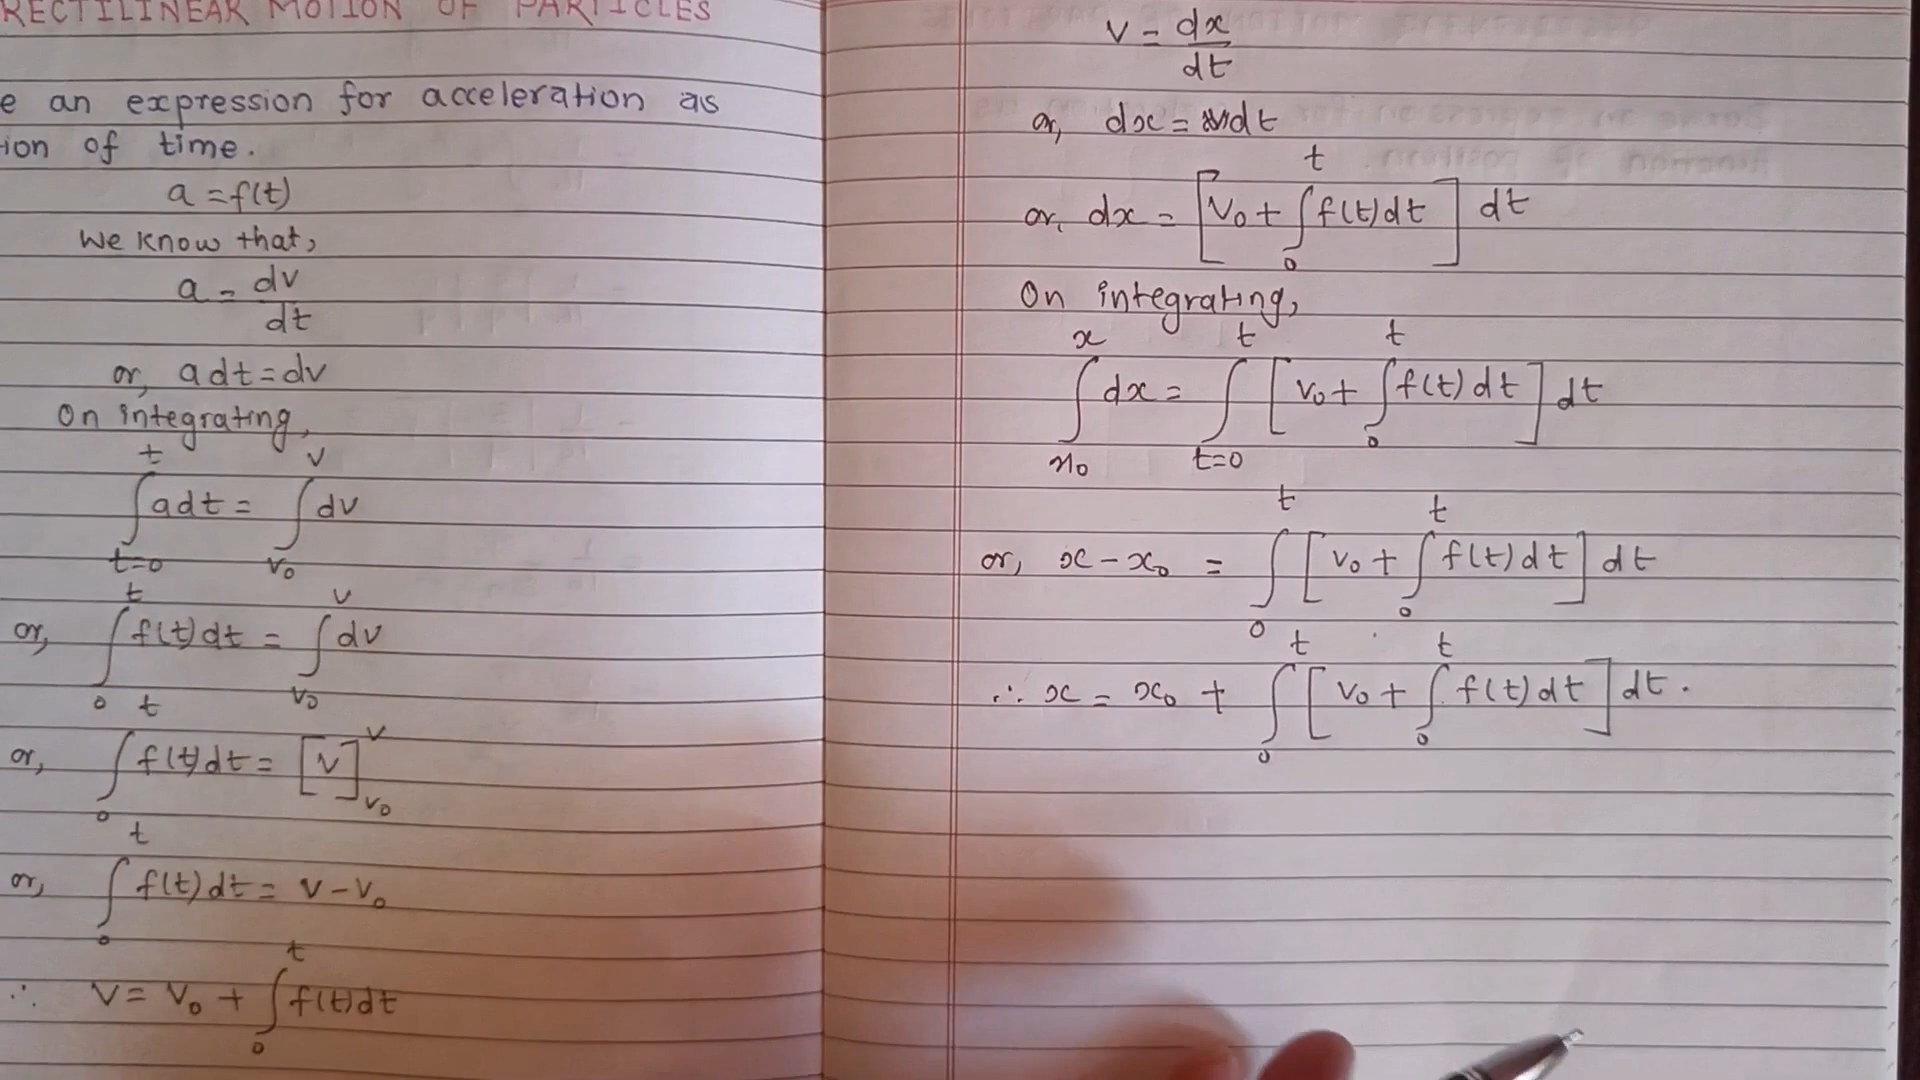 RECTILINEAR MOTION OF PARTICLES
e an expression for acceleration as
ion of time.
a = f(t)
We know that,
a = dv/dt
or, adt = dv
On integrating,
∫_{t=0}^{t} adt = ∫_{v₀}^{v} dv
or, ∫_{0}^{t} f(t)dt = ∫_{v₀}^{v} dv
or, ∫_{0}^{t} f(t)dt = [v]_{v₀}^{v}
or, ∫_{0}^{t} f(t)dt = v - v₀
∴ v = v₀ + ∫_{0}^{t} f(t)dt
v = dx/dt
or, dx = vdt
or, dx = [v₀ + ∫_{0}^{t} f(t)dt] dt
On integrating,
∫_{x₀}^{x} dx = ∫_{t=0}^{t} [v₀ + ∫_{0}^{t} f(t)dt] dt
or, x - x₀ = ∫_{0}^{t} [v₀ + ∫_{0}^{t} f(t)dt] dt
∴ x = x₀ + ∫_{0}^{t} [v₀ + ∫_{0}^{t} f(t)dt] dt.